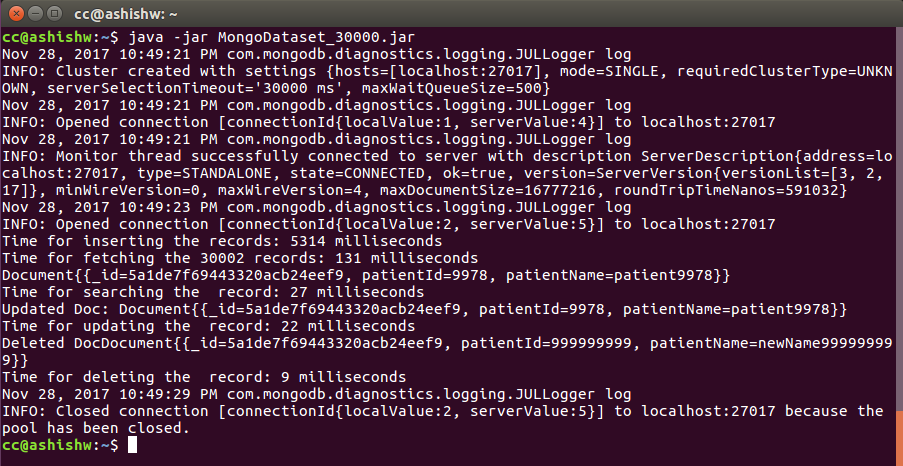 cc@ashishw: ~
cc@ashishw:~$ java -jar MongoDataset_30000.jar
Nov 28, 2017 10:49:21 PM com.mongodb.diagnostics.logging.JULLogger log
INFO: Cluster created with settings {hosts=[localhost:27017], mode=SINGLE, requiredClusterType=UNKN
OWN, serverSelectionTimeout='30000 ms', maxWaitQueueSize=500}
Nov 28, 2017 10:49:21 PM com.mongodb.diagnostics.logging.JULLogger log
INFO: Opened connection [connectionId{localValue:1, serverValue:4}] to localhost:27017
Nov 28, 2017 10:49:21 PM com.mongodb.diagnostics.logging.JULLogger log
INFO: Monitor thread successfully connected to server with description ServerDescription{address=lo
calhost:27017, type=STANDALONE, state=CONNECTED, ok=true, version=ServerVersion{versionList=[3, 2, 
17]}, minWireVersion=0, maxWireVersion=4, maxDocumentSize=16777216, roundTripTimeNanos=591032}
Nov 28, 2017 10:49:23 PM com.mongodb.diagnostics.logging.JULLogger log
INFO: Opened connection [connectionId{localValue:2, serverValue:5}] to localhost:27017
Time for inserting the records: 5314 milliseconds
Time for fetching the 30002 records: 131 milliseconds
Document{{_id=5a1de7f69443320acb24eef9, patientId=9978, patientName=patient9978}}
Time for searching the  record: 27 milliseconds
Updated Doc: Document{{_id=5a1de7f69443320acb24eef9, patientId=9978, patientName=patient9978}}
Time for updating the  record: 22 milliseconds
Deleted DocDocument{{_id=5a1de7f69443320acb24eef9, patientId=999999999, patientName=newName99999999
9}}
Time for deleting the  record: 9 milliseconds
Nov 28, 2017 10:49:29 PM com.mongodb.diagnostics.logging.JULLogger log
INFO: Closed connection [connectionId{localValue:2, serverValue:5}] to localhost:27017 because the 
pool has been closed.
cc@ashishw:~$